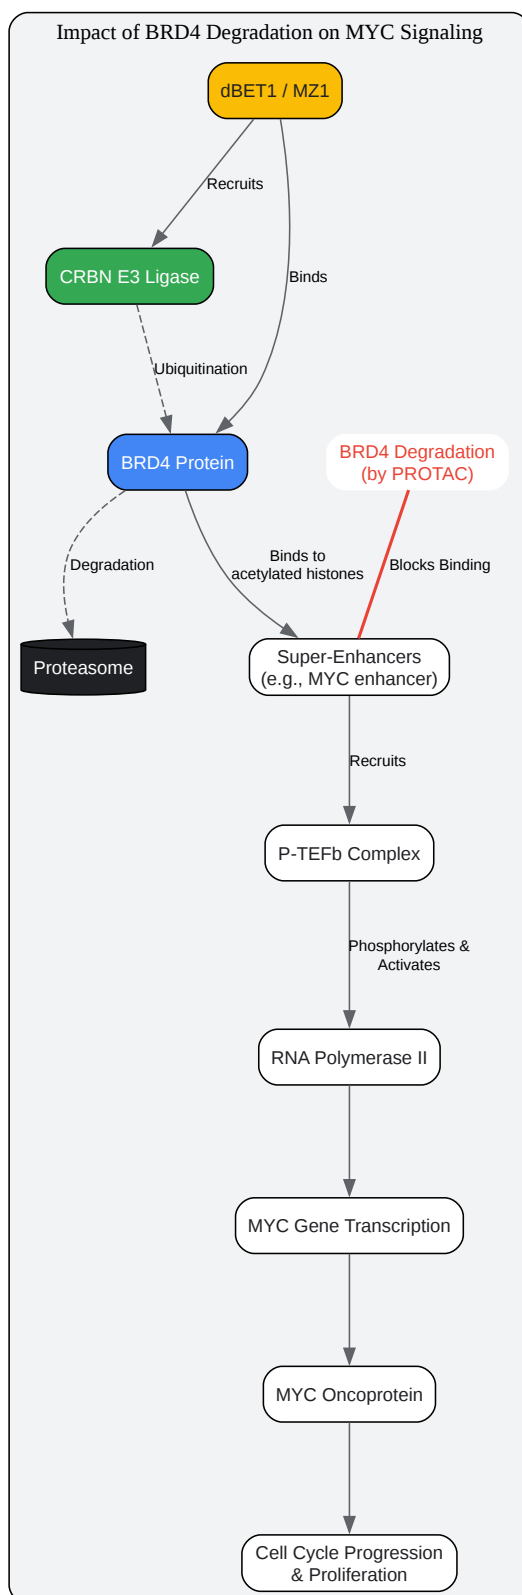 Impact of BRD4 Degradation on MYC Signaling
dBET1 / MZ1
Recruits
CRBN E3 Ligase
Binds
Ubiquitination
BRD4 Protein
BRD4 Degradation
(by PROTAC)
Degradation
Binds to
acetylated histones
Blocks Binding
Proteasome
Super-Enhancers
(e.g., MYC enhancer)
Recruits
P-TEFb Complex
Phosphorylates &
Activates
RNA Polymerase II
MYC Gene Transcription
MYC Oncoprotein
Cell Cycle Progression
& Proliferation